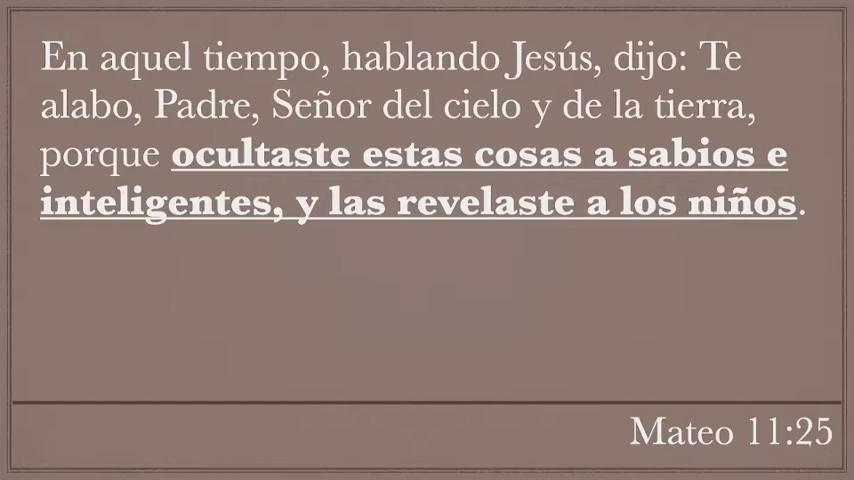 En aquel tiempo, hablando Jesús, dijo: Te
alabo, Padre, Señor del cielo y de la tierra,
porque ocultaste estas cosas a sabios e
inteligentes, y las revelaste a los niños.
Mateo 11:25